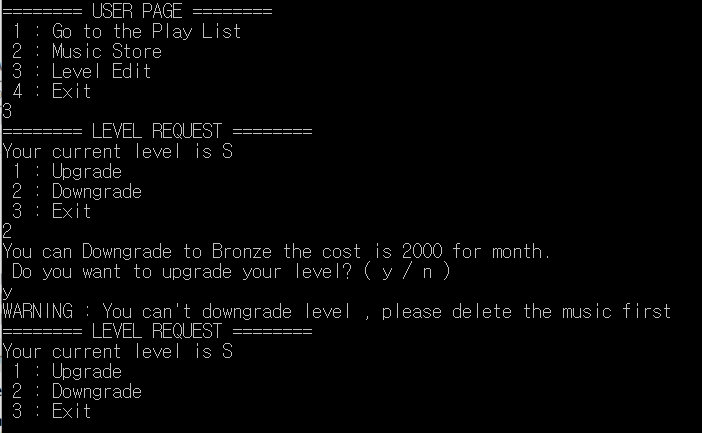 ======== USER PAGE ========
1 : Go to the Play List
2 : Music Store
3 : Level Edit
4 : Exit
3
======== LEVEL REQUEST ========
Your current level is S
1 : Upgrade
2 : Downgrade
3 : Exit
2
You can Downgrade to Bronze the cost is 2000 for month.
Do you want to upgrade your level? ( y / n )
y
WARNING : You can't downgrade level , please delete the music first
======== LEVEL REQUEST ========
Your current level is S
1 : Upgrade
2 : Downgrade
3 : Exit